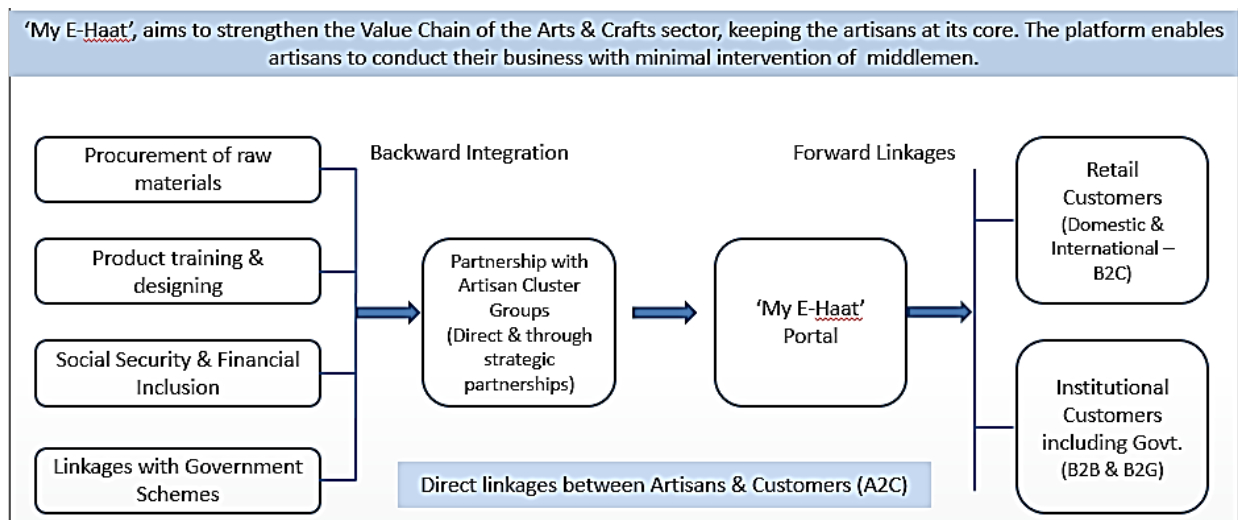 ‘My E-Haat’, aims to strengthen the Value Chain of the Arts & Crafts sector, keeping the artisans at its core. The platform enables
artisans to conduct their business with minimal intervention of middlemen.
Procurement of raw
materials
Product training &
designing
Social Security & Financial
Inclusion
Linkages with Government
Schemes
Backward Integration
Partnership with
Artisan Cluster
Groups
(Direct & through
strategic
partnerships)
‘My E-Haat’
Portal
Forward Linkages
Retail
Customers
(Domestic &
International –
B2C)
Institutional
Customers
including Govt.
(B2B & B2G)
Direct linkages between Artisans & Customers (A2C)